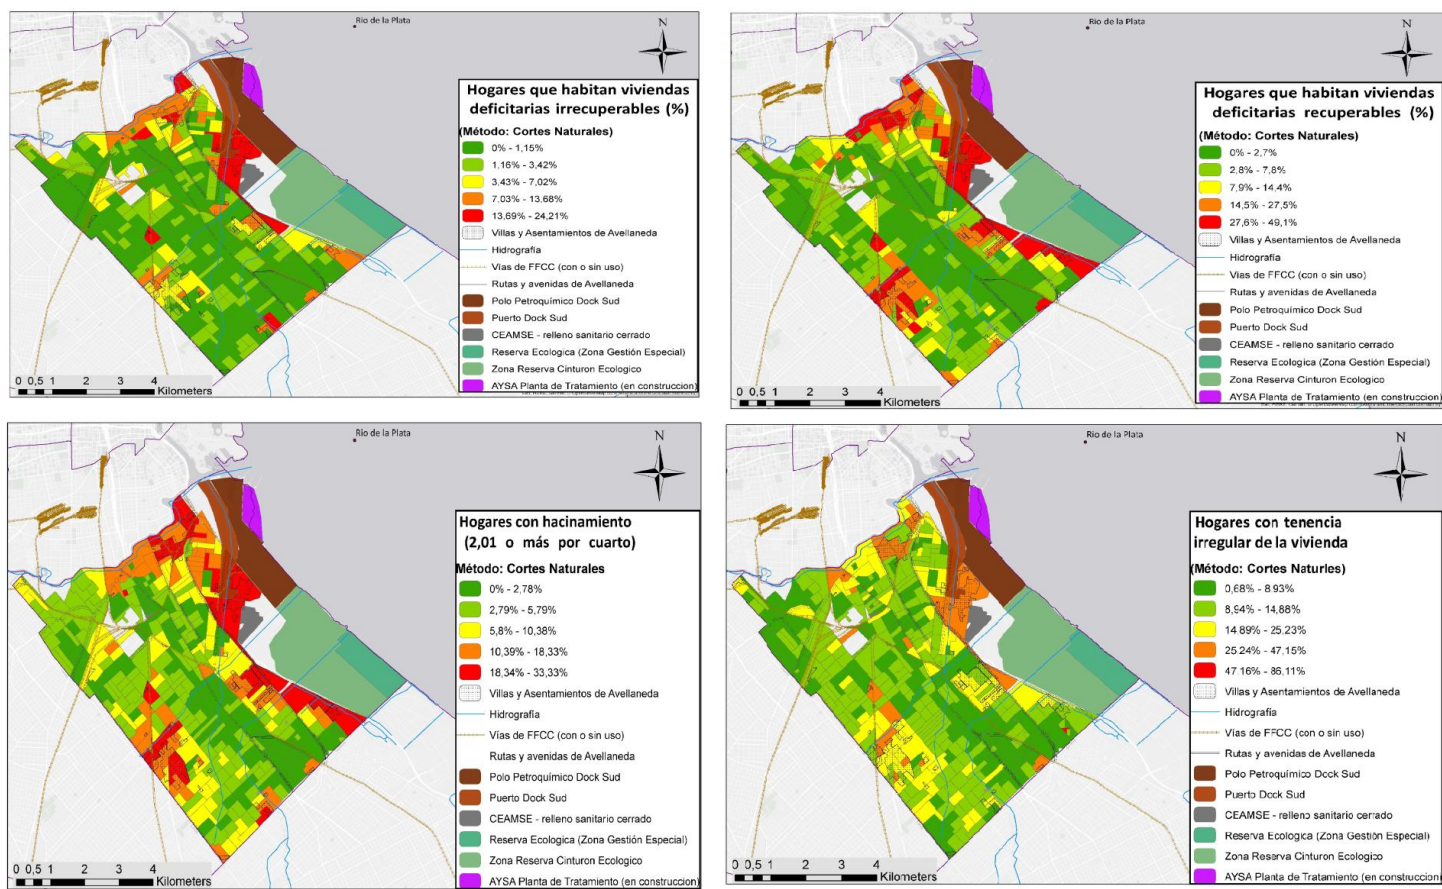 Rio de la Plata
N
Hogares que habitan viviendas
deficitarias irrecuperables (%)
(Método: Cortes Naturales)
0% - 1,15%
1,16% - 3,42%
3,43% - 7,02%
7,03% - 13,68%
13,69% - 24,21%
Villas y Asentamientos de Avellaneda
Hidrografía
Vías de FFCC (con o sin uso)
Rutas y avenidas de Avellaneda
Polo Petroquímico Dock Sud
Puerto Dock Sud
CEAMSE - relleno sanitario cerrado
Reserva Ecologica (Zona Gestión Especial)
Zona Reserva Cinturon Ecologico
AYSA Planta de Tratamiento (en construccion)
0 0,5 1 2 3 4
Kilometers
Rio de la Plata
N
Hogares que habitan viviendas
deficitarias recuperables (%)
(Método: Cortes Naturales)
0% - 2,7%
2,8% - 7,8%
7,9% - 14,4%
14,5% - 27,5%
27,6% - 49,1%
Villas y Asentamientos de Avellaneda
Hidrografía
Vias de FFCC (con o sin uso)
Rutas y avenidas de Avellaneda
Polo Petroquímico Dock Sud
Puerto Dock Sud
CEAMSE - relleno sanitario cerrado
Reserva Ecologica (Zona Gestión Especial)
Zona Reserva Cinturon Ecologico
AYSA Planta de Tratamiento (en construccion)
0 0,5 1 2 3 4
Kilometers
Rio de la Plata
N
Hogares con hacinamiento
(2,01 o más por cuarto)
Método: Cortes Naturales
0% - 2,78%
2,79% - 5,79%
5,8% - 10,38%
10,39% - 18,33%
18,34% - 33,33%
Villas y Asentamientos de Avellaneda
Hidrografía
Vías de FFCC (con o sin uso)
Rutas y avenidas de Avellaneda
Polo Petroquímico Dock Sud
Puerto Dock Sud
CEAMSE - relleno sanitario cerrado
Reserva Ecologica (Zona Gestión Especial)
Zona Reserva Cinturon Ecologico
AYSA Planta de Tratamiento (en construccion)
0 0,5 1 2 3 4
Kilometers
Rio de la Plata
N
Hogares con tenencia
irregular de la vivienda
(Método: Cortes Naturles)
0,68% - 8.93%
8,94% - 14,88%
14.89% - 25.23%
25.24% - 47,15%
47.16% - 86,11%
Villas y Asentamientos de Avellaneda
Hidrografía
Vías de FFCC (con o sin uso)
Rutas y avenidas de Avellaneda
Polo Petroquímico Dock Sud
Puerto Dock Sud
CEAMSE - relleno sanitario cerrado
Reserva Ecologica (Zona Gestión Especial)
Zona Reserva Cinturon Ecologico
AYSA Planta de Tratamiento (en construccion)
0 0,5 1 2 3 4
Kilometers